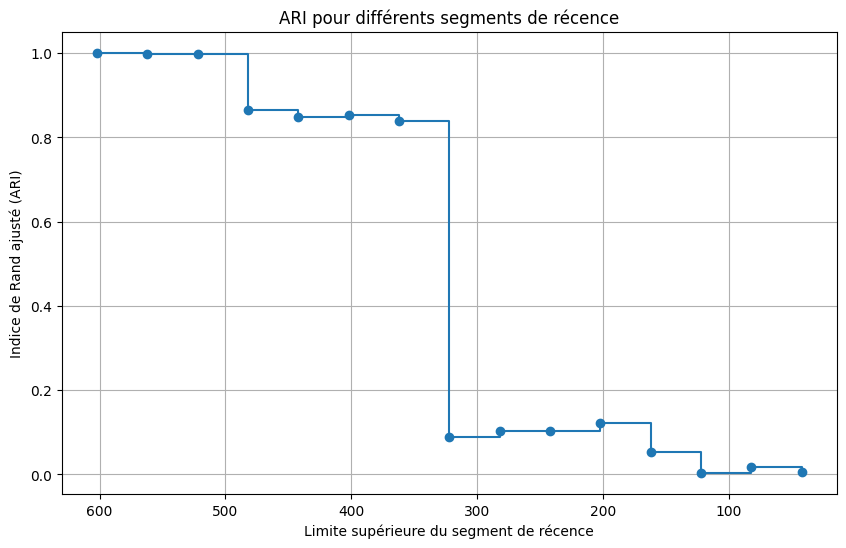 ARI pour différents segments de récence
Indice de Rand ajusté (ARI)
1.0
0.8
0.6
0.4
0.2
0.0
600 500 400 300 200 100
Limite supérieure du segment de récence